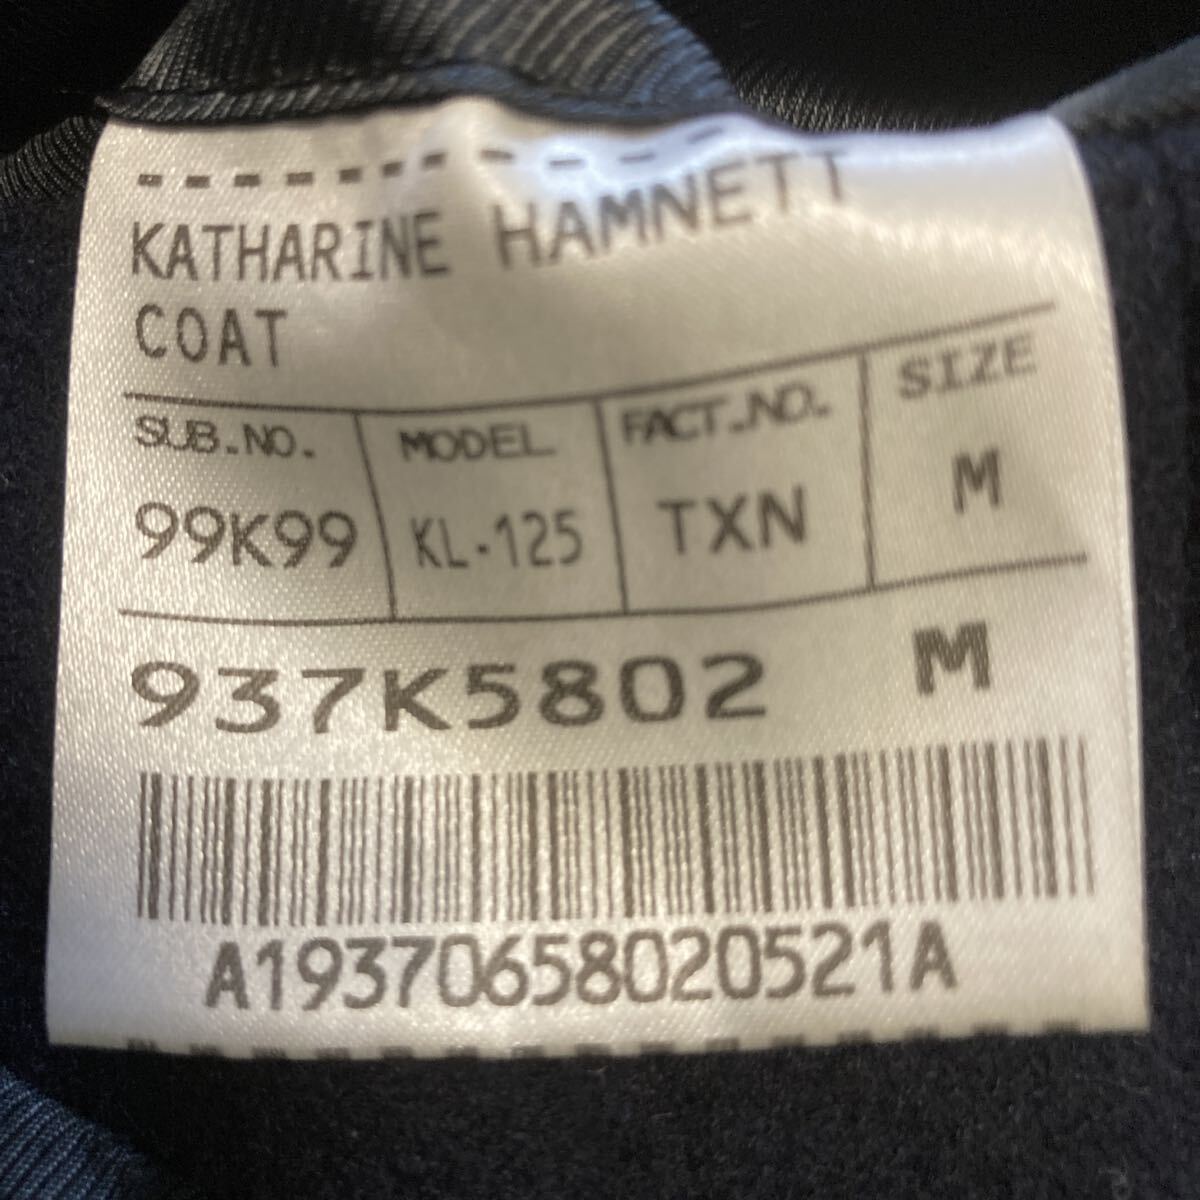 KATHARINE HAMNETT
COAT
SUB.NO. MODEL FACT.NO. SIZE
99K99 KL-125 TXN M
937K5802 M
A19370658020521A